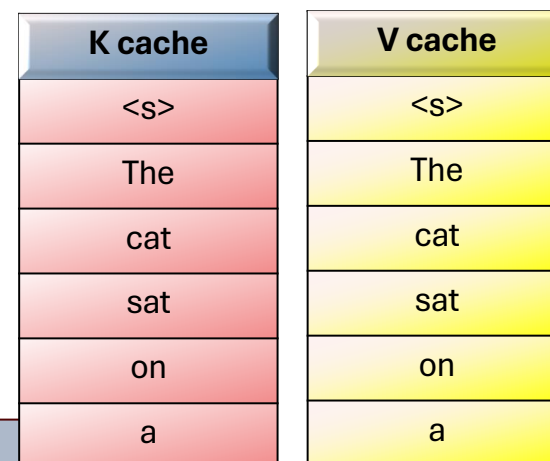 K cache
<s>
The
cat
sat
on
a
V cache
<s>
The
cat
sat
on
a